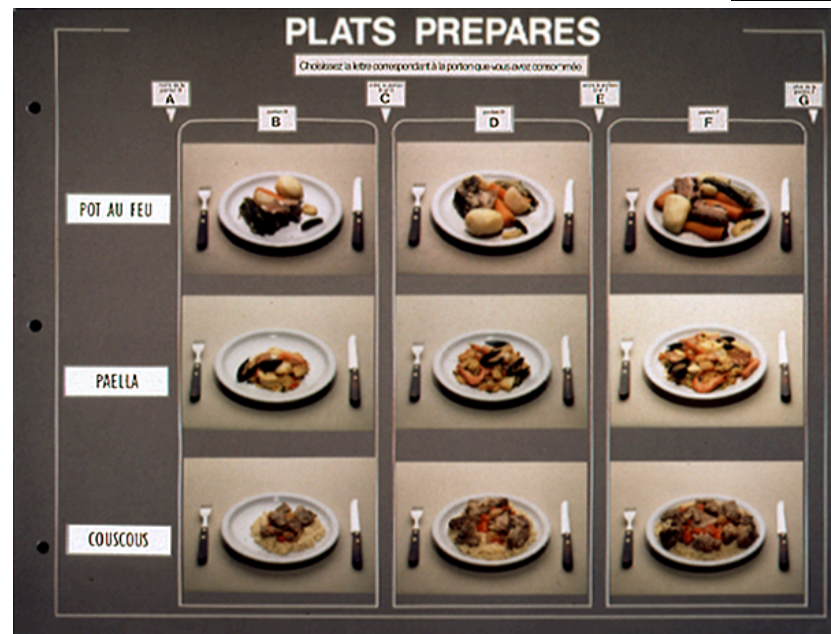 PLATS PREPARES
Choisissez la lettre correspondant à la portion que vous avez consommée
A
C
E
G
B
D
F
POT AU FEU
PAELLA
COUSCOUS